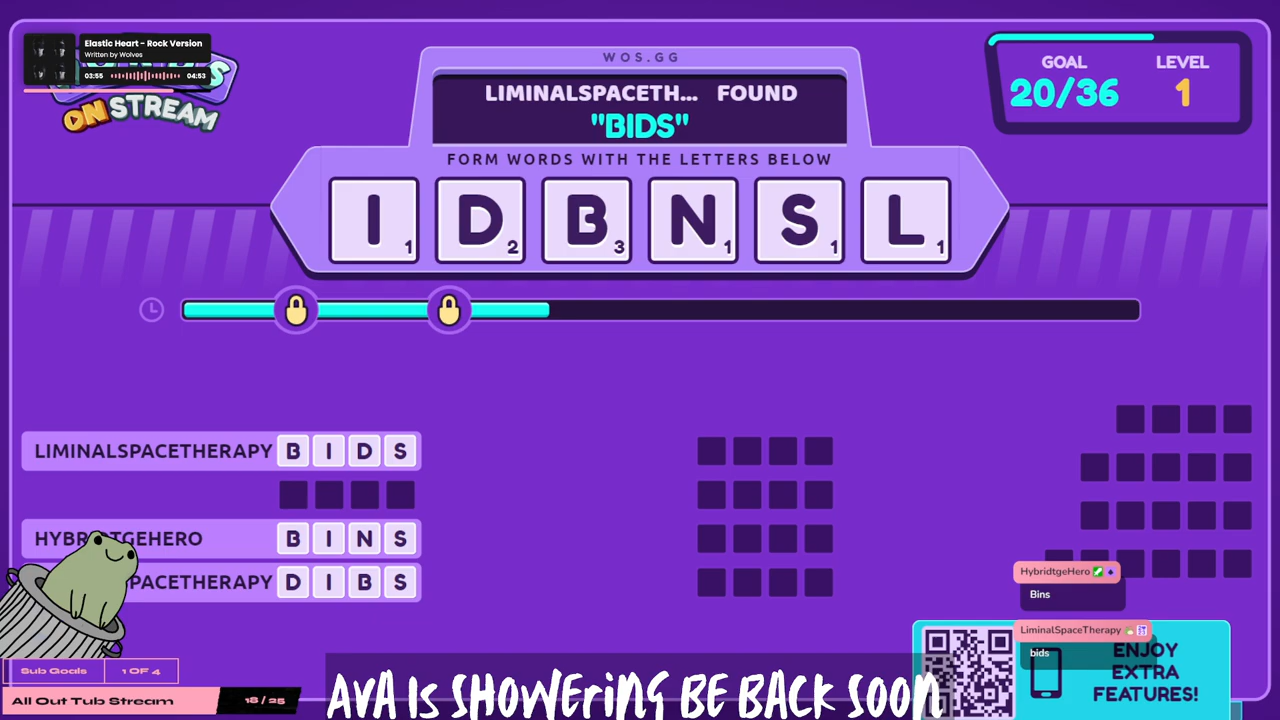 Elastic Heart - Rock Version
Written by Wolves
03:55
04:53
ON STREAM
WOS.GG
LIMINALSPACETH... FOUND
"BIDS"
GOAL
20/36
LEVEL
1
FORM WORDS WITH THE LETTERS BELOW
I 1 D 2 B 3 N 1 S 1 L 1
LIMINALSPACETHERAPY B I D S
HYBRIDTGEHERO B I N S
PACETHERAPY D I B S
HybridtgeHero
Bins
LiminalSpaceTherapy
bids
ENJOY
EXTRA
FEATURES!
Sub Goals 1 OF 4
All Out Tub Stream 18 / 25
AVA IS SHOWERING BE BACK SOON